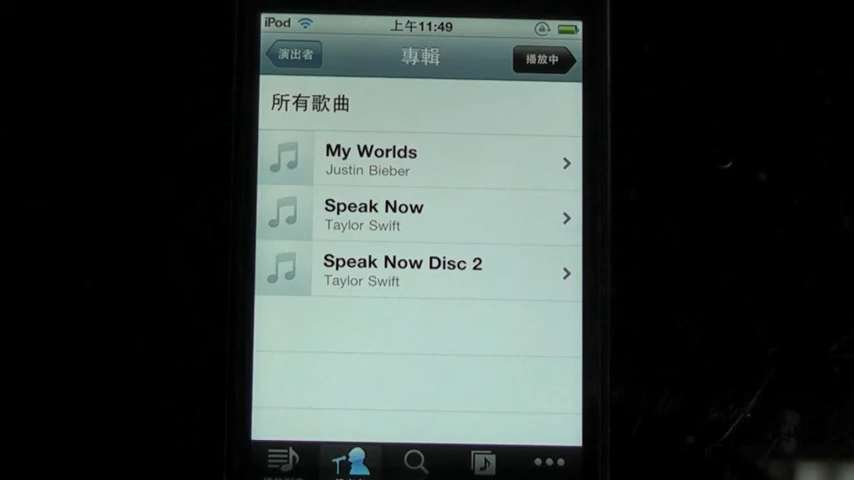 iPod 上午11:49
演出者 專輯 播放中
所有歌曲
My Worlds
Justin Bieber
Speak Now
Taylor Swift
Speak Now Disc 2
Taylor Swift